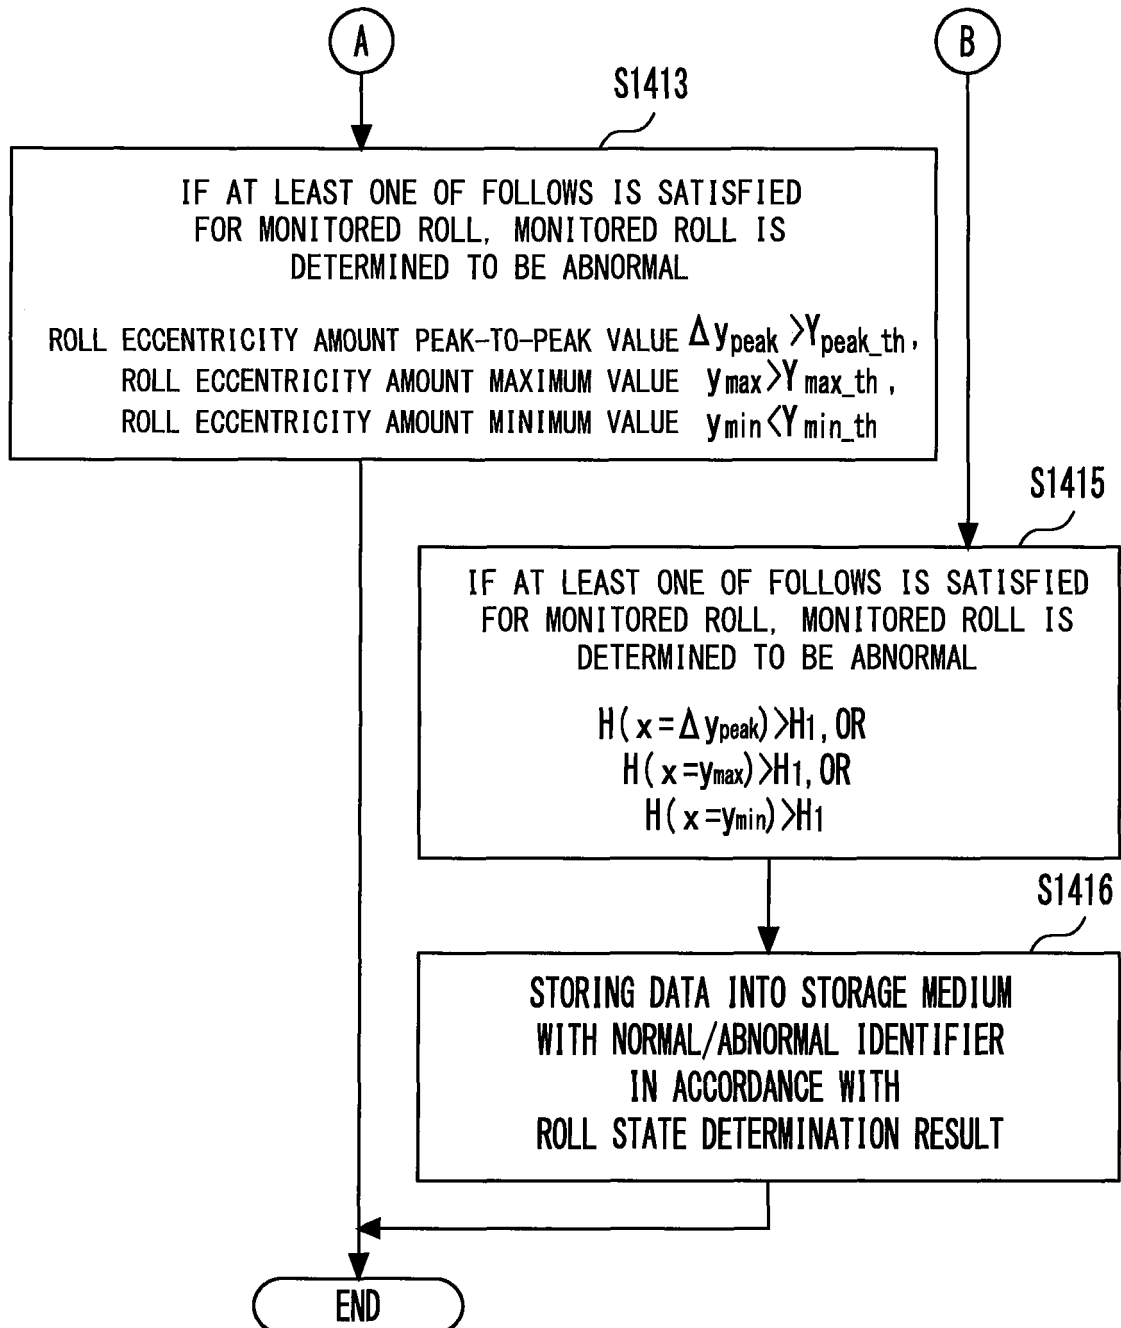 A
B
S1413
IF AT LEAST ONE OF FOLLOWS IS SATISFIED
FOR MONITORED ROLL, MONITORED ROLL IS
DETERMINED TO BE ABNORMAL
ROLL ECCENTRICITY AMOUNT PEAK-TO-PEAK VALUE Δypeak>Ypeak_th,
ROLL ECCENTRICITY AMOUNT MAXIMUM VALUE ymax>Ymax_th,
ROLL ECCENTRICITY AMOUNT MINIMUM VALUE ymin<Ymin_th
S1415
IF AT LEAST ONE OF FOLLOWS IS SATISFIED
FOR MONITORED ROLL, MONITORED ROLL IS
DETERMINED TO BE ABNORMAL
H(x=Δypeak)>H1, OR
H(x=ymax)>H1, OR
H(x=ymin)>H1
S1416
STORING DATA INTO STORAGE MEDIUM
WITH NORMAL/ABNORMAL IDENTIFIER
IN ACCORDANCE WITH
ROLL STATE DETERMINATION RESULT
END